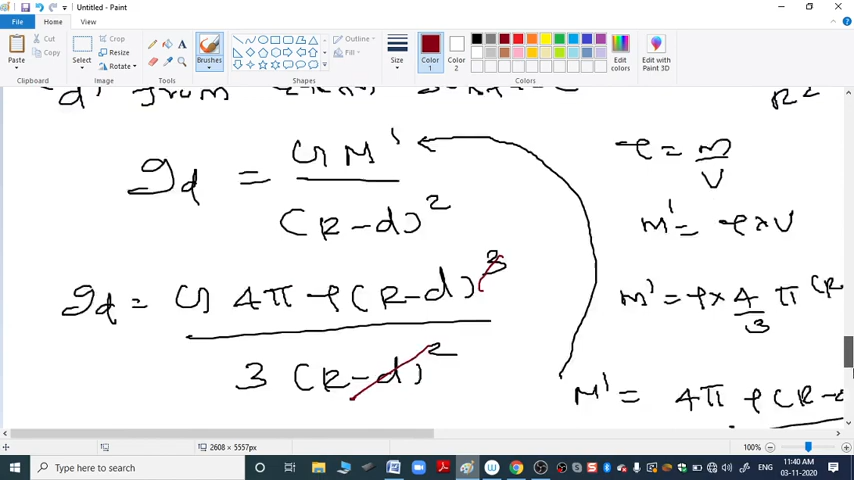 Untitled - Paint
File Home View
Paste
Cut
Copy
Clipboard
Select
Crop
Resize
Rotate
Image
Tools
Brushes
Outline
Fill
Shapes
Size
Color 1
Color 2
Colors
Edit colors
Edit with Paint 3D
d' from
R2
gd = GM' / (R-d)^2
ρ = m / V
M' = ρ×V
gd = G 4π ρ(R-d)^3 / 3 (R-d)^2
M' = ρ× 4/3 π (R
M' = 4π ρ(R-d
2608 × 5557px
100%
Type here to search
ENG
11:40 AM
03-11-2020